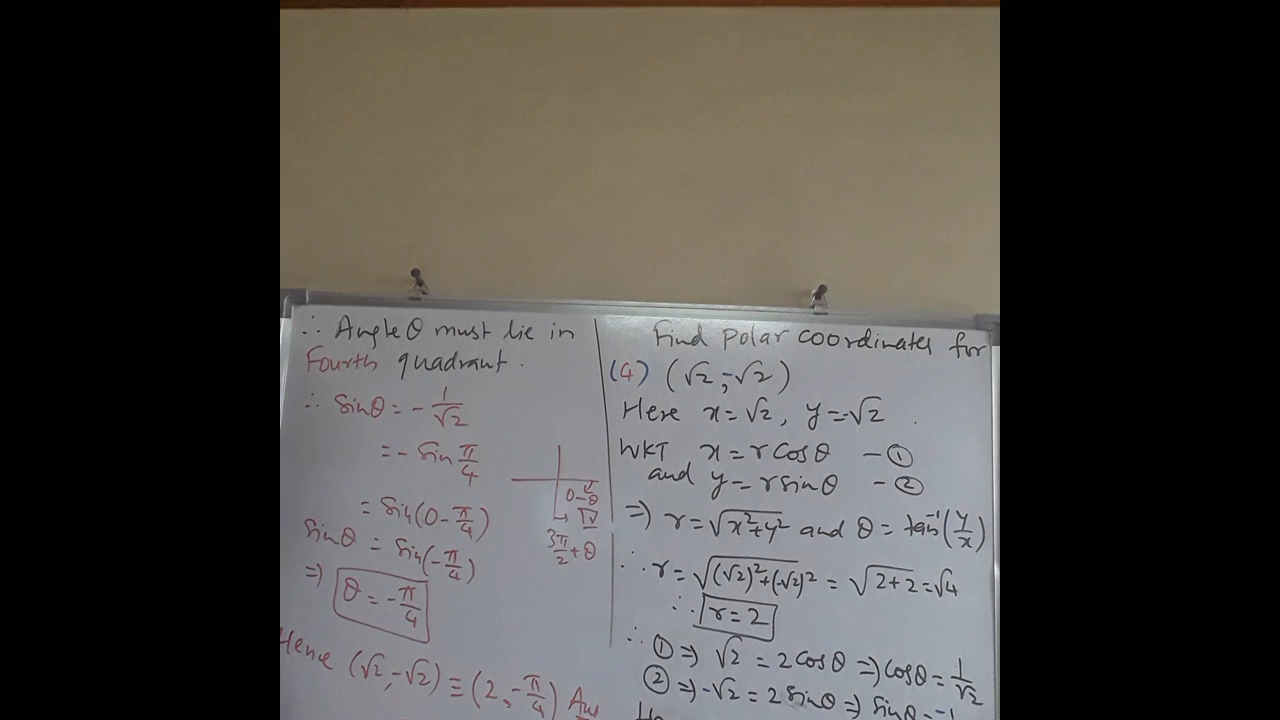 Find polar coordinates for
(4) (√2, -√2)
Here x = √2, y = -√2 .
WKT x = r cosθ - ①
and y = r sinθ - ②
⇒) r = √x²+y² and θ = tan⁻¹(y/x)
∴ r = √(√2)²+(-√2)² = √2+2 = √4
∴ r = 2
∴ ① ⇒) √2 = 2 cosθ ⇒) cosθ = 1/√2
② ⇒) -√2 = 2 sinθ ⇒) sinθ = -1
∴ Angle θ must lie in
Fourth quadrant .
∴ sinθ = - 1/√2
= - sin π/4
= sin(0 - π/4)
sinθ = sin(-π/4)
⇒) θ = -π/4
0-θ
IV
3π/2 + θ
Hence (√2, -√2) ≡ (2, -π/4) Ans